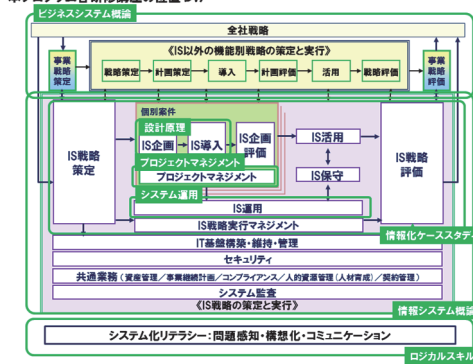 ビジネスシステム概論
全社戦略
《IS以外の機能別戦略の策定と実行》
事業戦略策定
戦略策定
計画策定
導入
計画評価
活用
戦略評価
事業戦略評価
個別案件
設計原理
IS戦略策定
IS企画
IS導入
IS企画評価
IS活用
IS戦略評価
プロジェクトマネジメント
プロジェクトマネジメント
IS保守
システム運用
IS運用
IS戦略実行マネジメント
情報化ケーススタディ
IT基盤構築・維持・管理
セキュリティ
共通業務(資産管理/事業継続計画/コンプライアンス/人的資源管理(人材育成)/契約管理)
システム監査
《IS戦略の策定と実行》
情報システム概論
システム化リテラシー:問題感知・構想化・コミュニケーション
ロジカルスキル